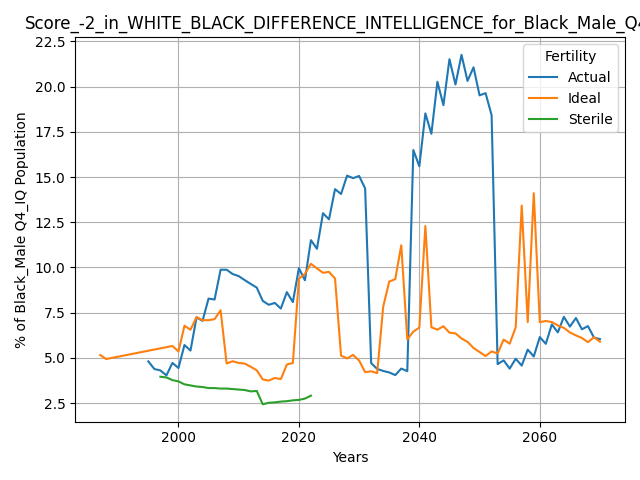 Score_-2_in_WHITE_BLACK_DIFFERENCE_INTELLIGENCE_for_Black_Male_Q4
22.5
20.0
17.5
15.0
12.5
10.0
7.5
5.0
2.5
% of Black_Male Q4_IQ Population
Fertility
Actual
Ideal
Sterile
2000
2020
2040
2060
Years